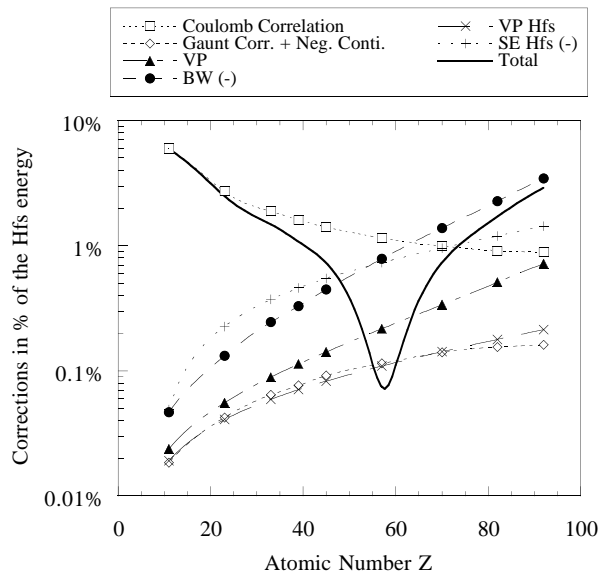 Coulomb Correlation
Gaunt Corr. + Neg. Conti.
VP
BW (-)
VP Hfs
SE Hfs (-)
Total
Corrections in % of the Hfs energy
10%
1%
0.1%
0.01%
0 20 40 60 80 100
Atomic Number Z